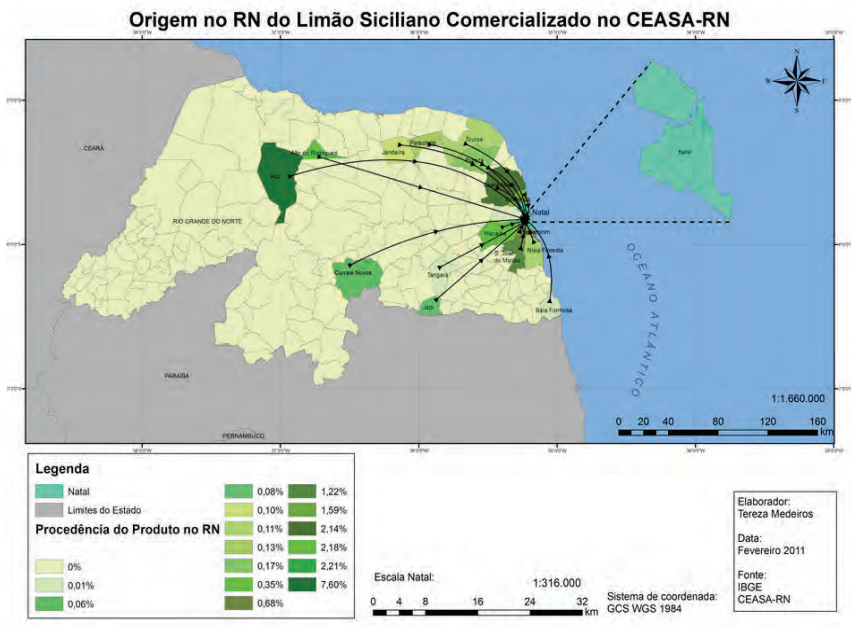 Origem no RN do Limão Siciliano Comercializado no CEASA-RN
N
W
E
S
CEARÁ
RIO GRANDE DO NORTE
PARAÍBA
PERNAMBUCO
Alto do Rodrigues
Jandaíra
Parazinho
Touros
Natal
Natal
Macaíba
Nísia Floresta
S. José do Mipibu
Currais Novos
Tangará
Japi
Baía Formosa
OCEANO ATLÂNTICO
1:1.660.000
0 20 40 80 120 160
km
Legenda
Natal
Limites do Estado
Procedência do Produto no RN
0%
0,01%
0,06%
0,08%
0,10%
0,11%
0,13%
0,17%
0,35%
0,68%
1,22%
1,59%
2,14%
2,18%
2,21%
7,60%
Escala Natal:
1:316.000
0 4 8 16 24 32
km
Sistema de coordenada:
GCS WGS 1984
Elaborador:
Tereza Medeiros
Data:
Fevereiro 2011
Fonte:
IBGE
CEASA-RN